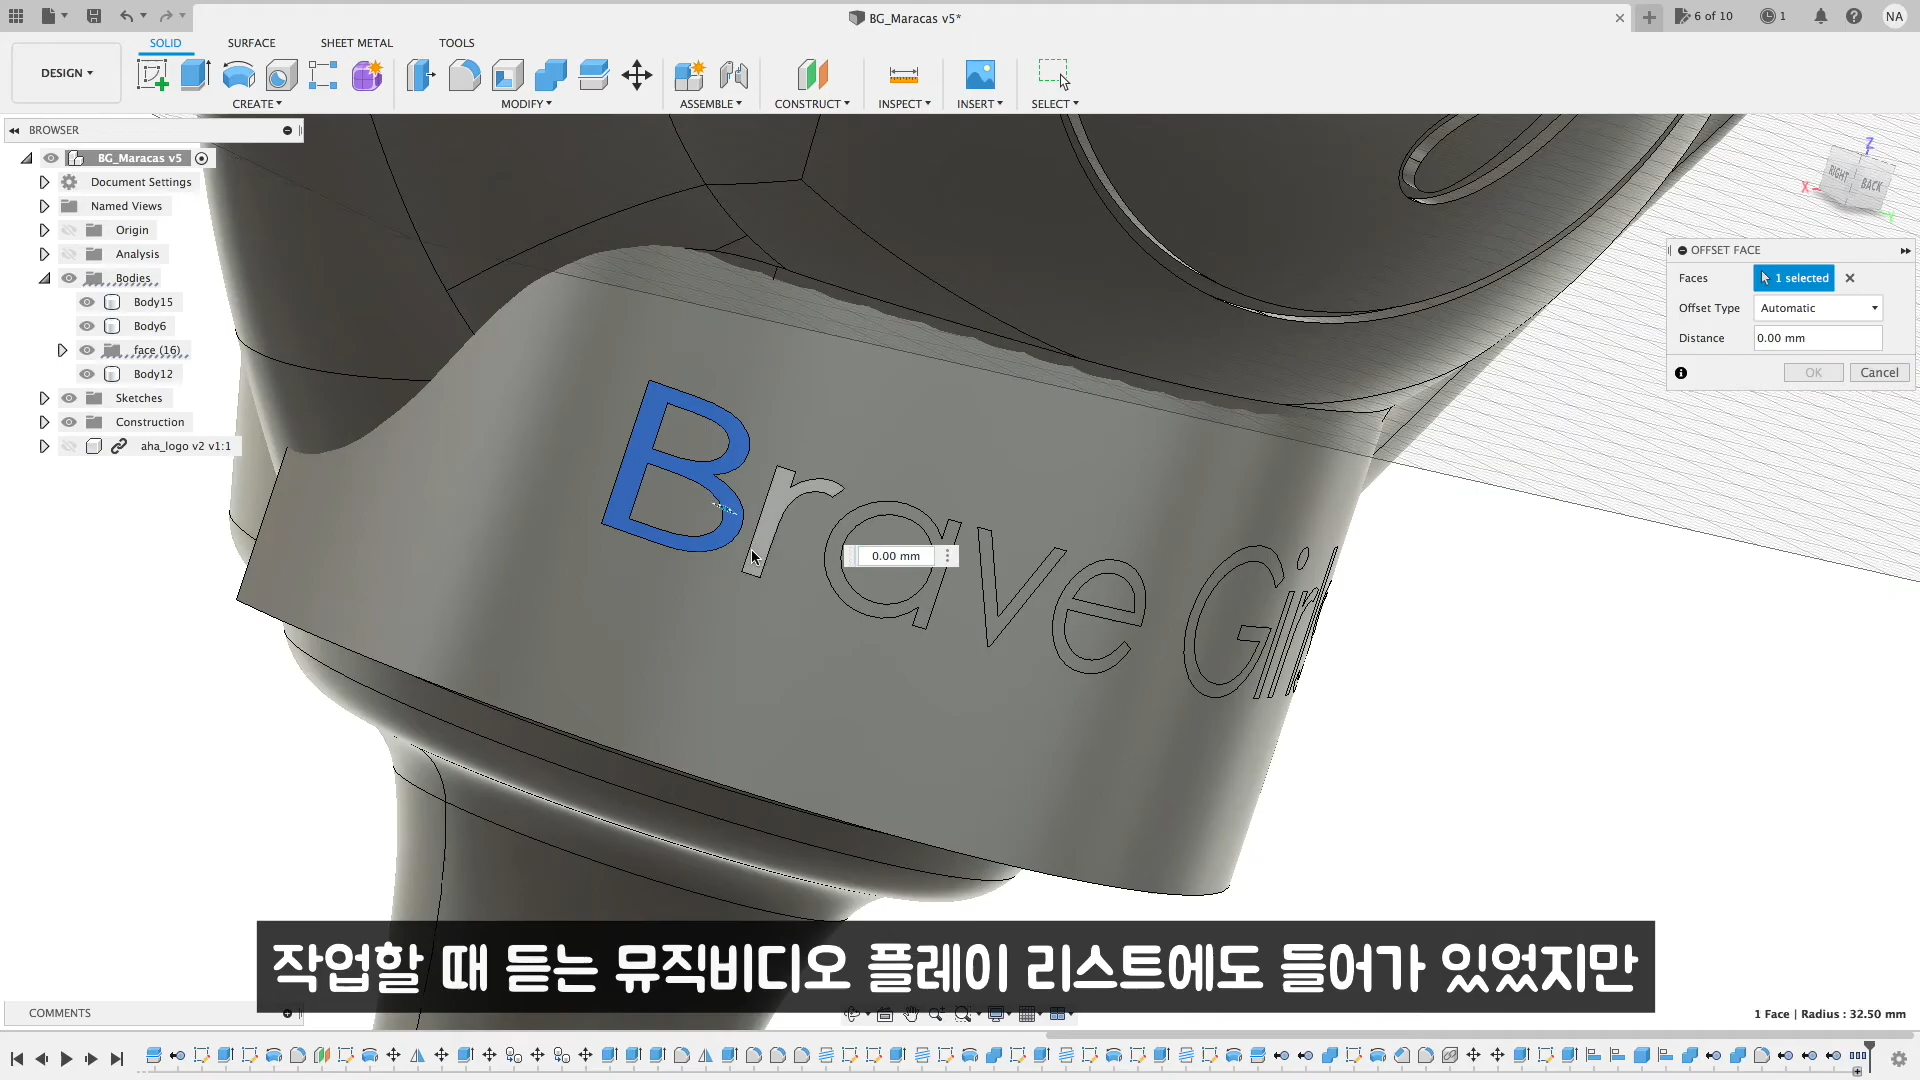 BG_Maracas v5*
6 of 10
1
NA
DESIGN
SOLID
SURFACE
SHEET METAL
TOOLS
CREATE
MODIFY
ASSEMBLE
CONSTRUCT
INSPECT
INSERT
SELECT
BROWSER
BG_Maracas v5
Document Settings
Named Views
Origin
Analysis
Bodies
Body15
Body6
face (16)
Body12
Sketches
Construction
aha_logo v2 v1:1
Z
RIGHT
BACK
X
Y
OFFSET FACE
Faces
1 selected
Offset Type
Automatic
Distance
0.00 mm
OK
Cancel
Brave Girl
0.00 mm
작업할 때 듣는 뮤직비디오 플레이 리스트에도 들어가 있었지만
COMMENTS
1 Face | Radius : 32.50 mm